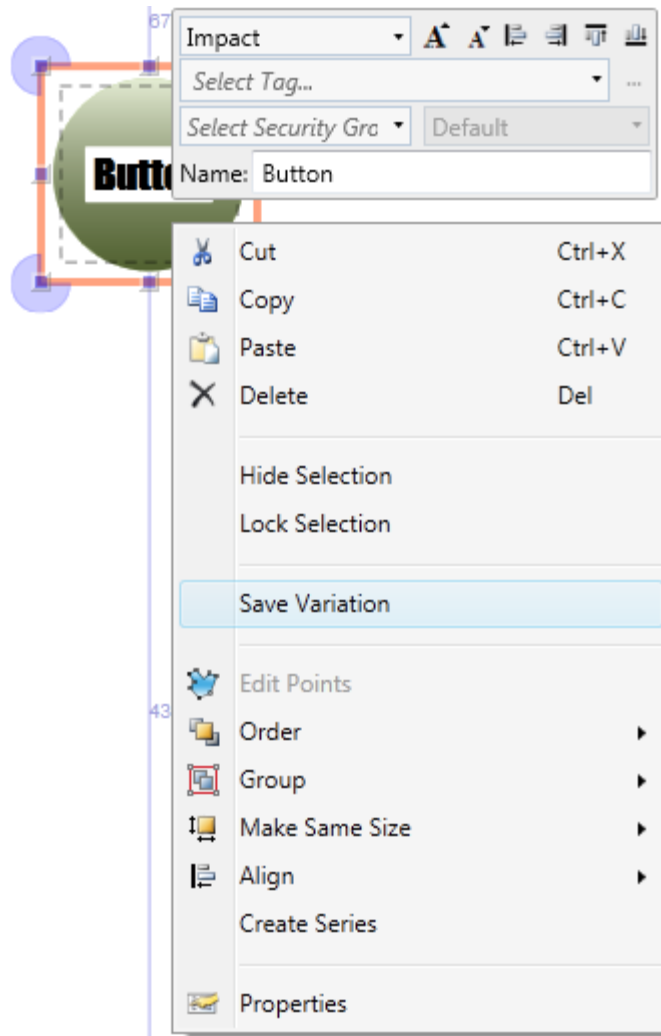 67
Impact
A A
Select Tag...
...
Select Security Grc
Default
Name: Button
Butto
Cut Ctrl+X
Copy Ctrl+C
Paste Ctrl+V
Delete Del
Hide Selection
Lock Selection
Save Variation
Edit Points
43
Order
Group
Make Same Size
Align
Create Series
Properties